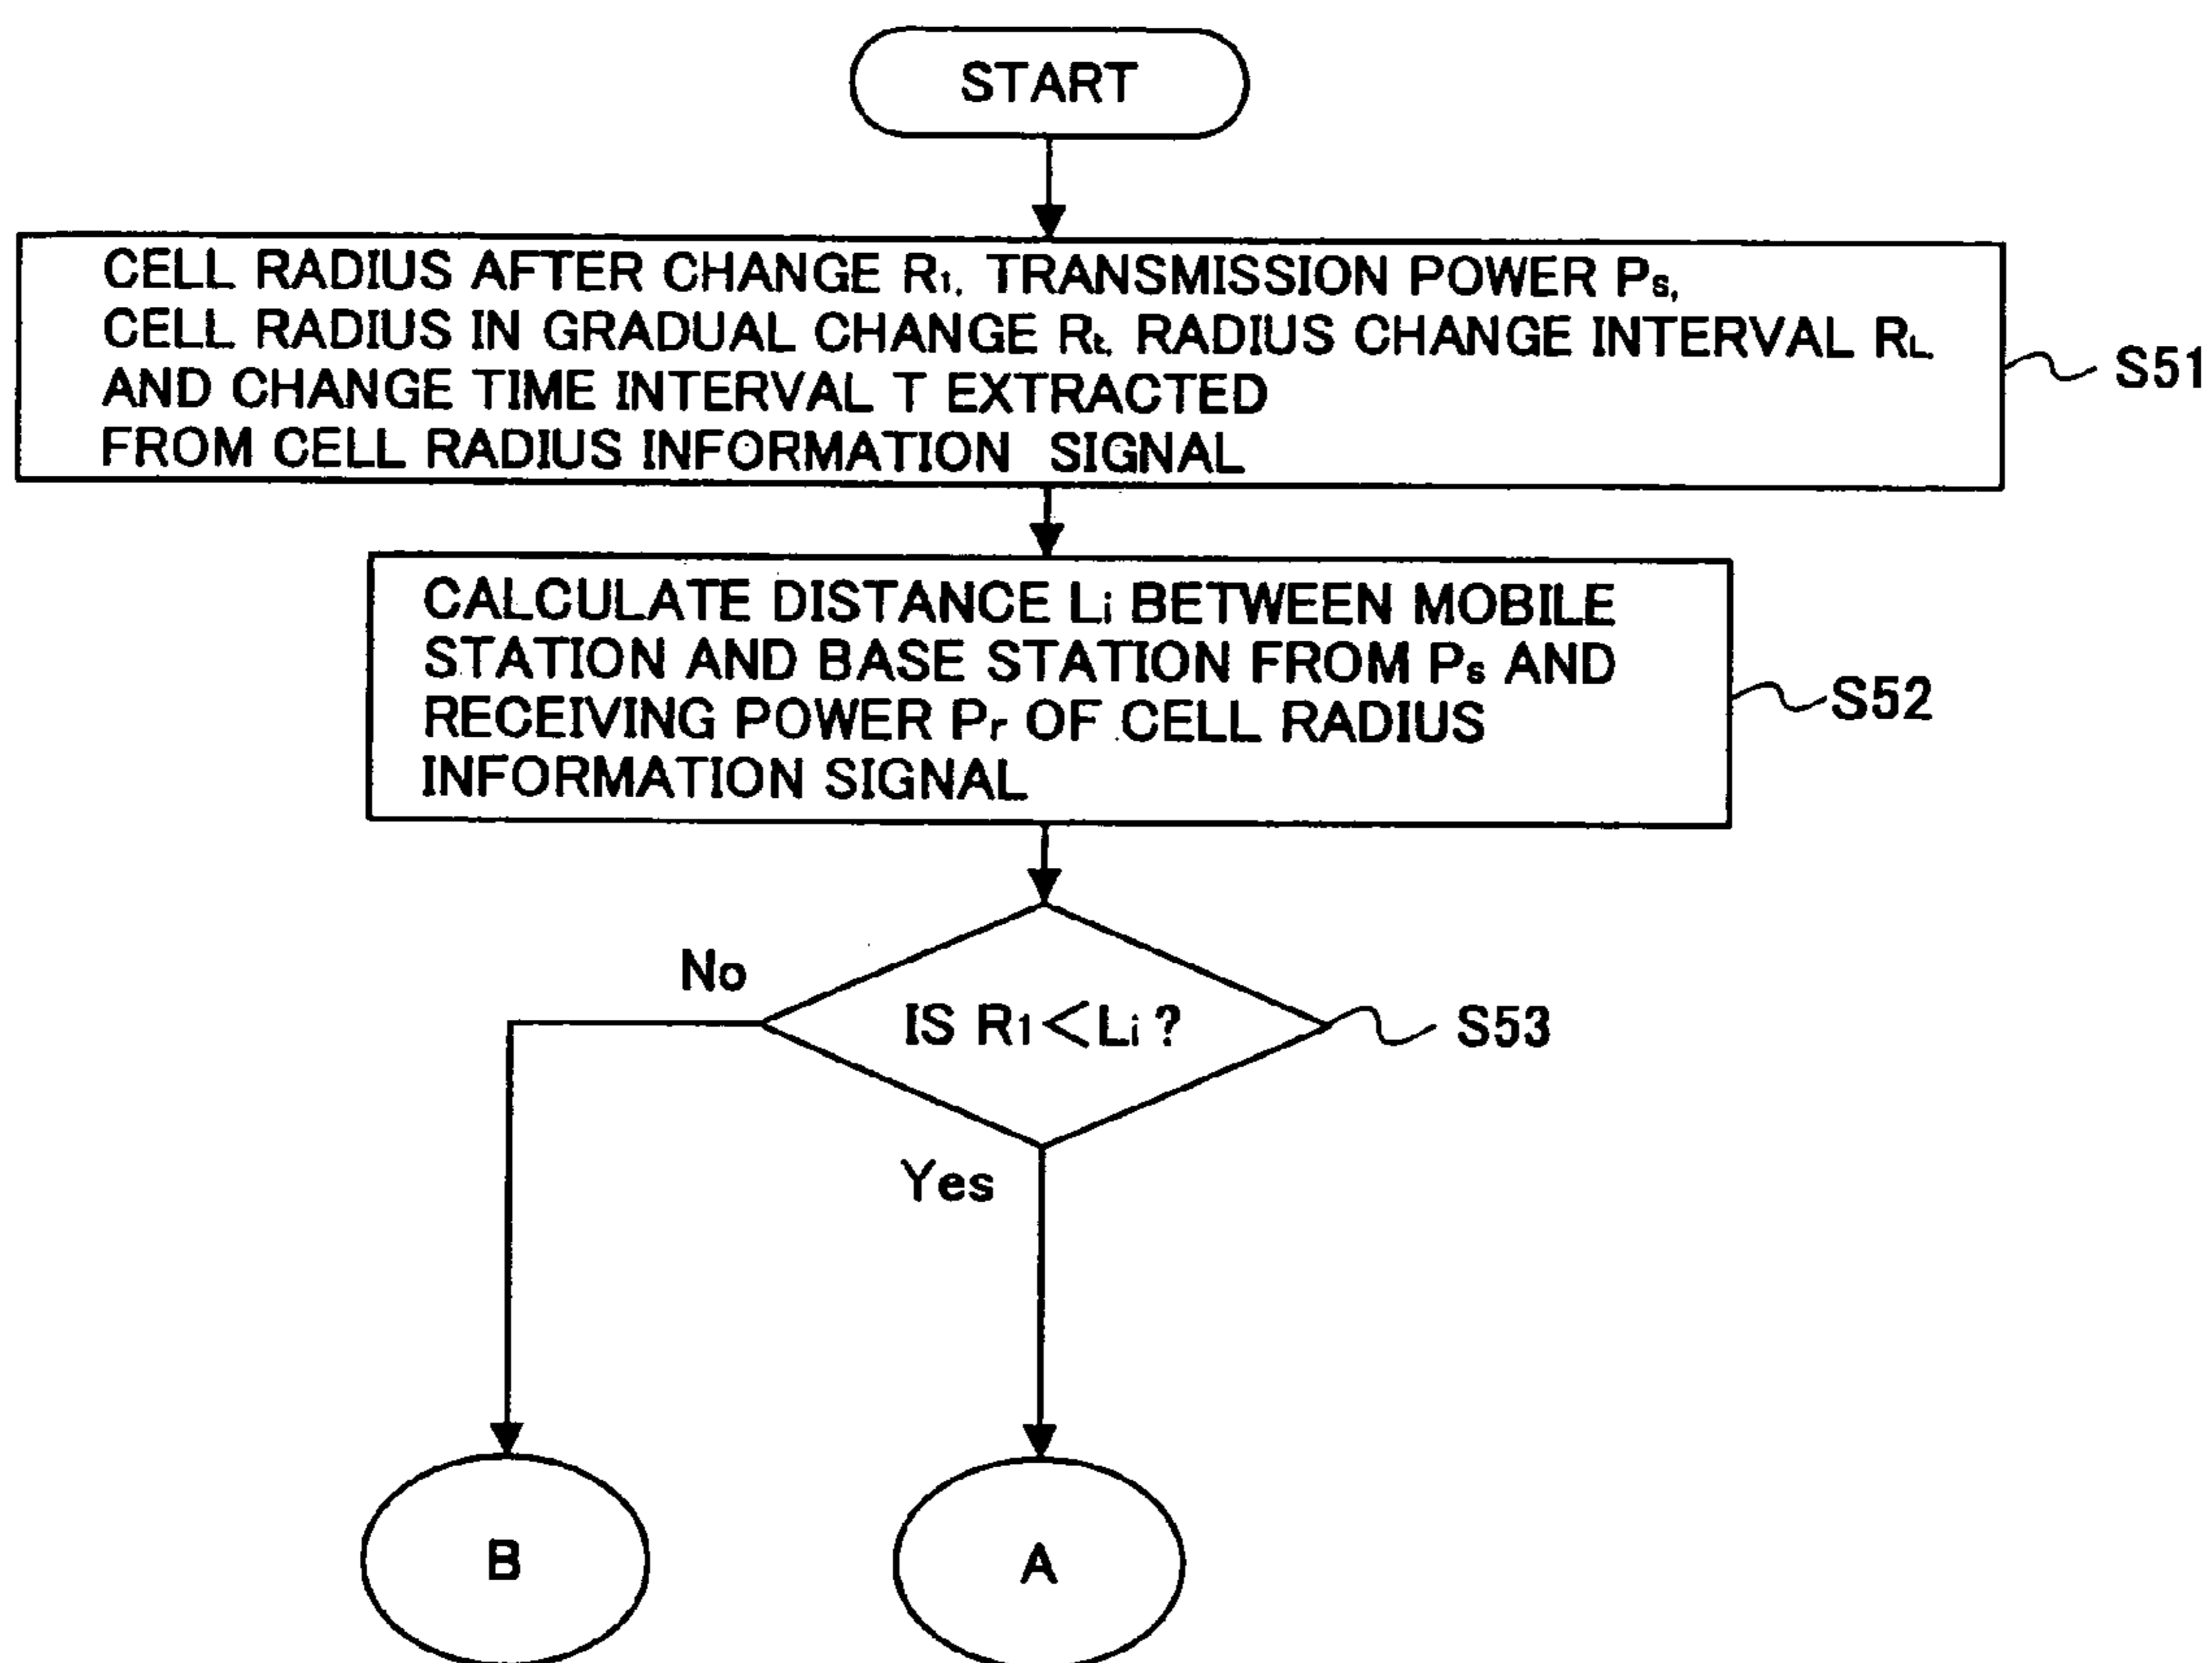 START
CELL RADIUS AFTER CHANGE R1, TRANSMISSION POWER Ps,
CELL RADIUS IN GRADUAL CHANGE Rt, RADIUS CHANGE INTERVAL RL
AND CHANGE TIME INTERVAL T EXTRACTED
FROM CELL RADIUS INFORMATION SIGNAL
S51
CALCULATE DISTANCE Li BETWEEN MOBILE
STATION AND BASE STATION FROM Ps AND
RECEIVING POWER Pr OF CELL RADIUS
INFORMATION SIGNAL
S52
No
IS R1<Li?
S53
Yes
B
A